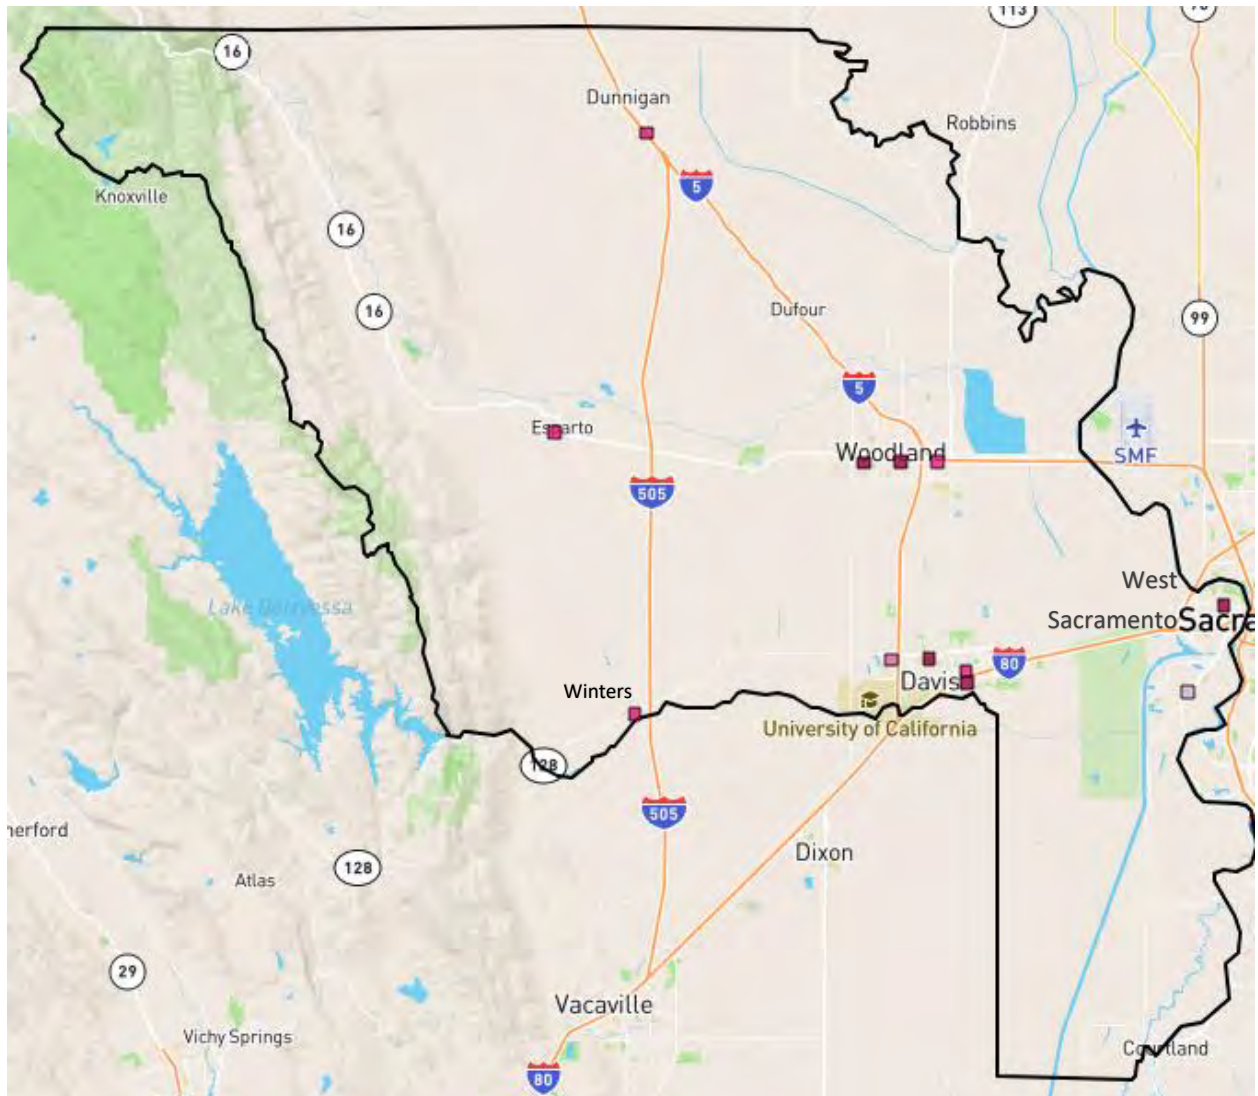 113
16
Dunnigan
Robbins
5
Knoxville
16
16
Dufour
99
5
Esparto
Woodland
SMF
505
West
Lake Berryessa
Sacramento
Sacra
80
Davis
Winters
University of California
128
505
herford
Dixon
128
Atlas
29
Vacaville
Vichy Springs
Courtland
80